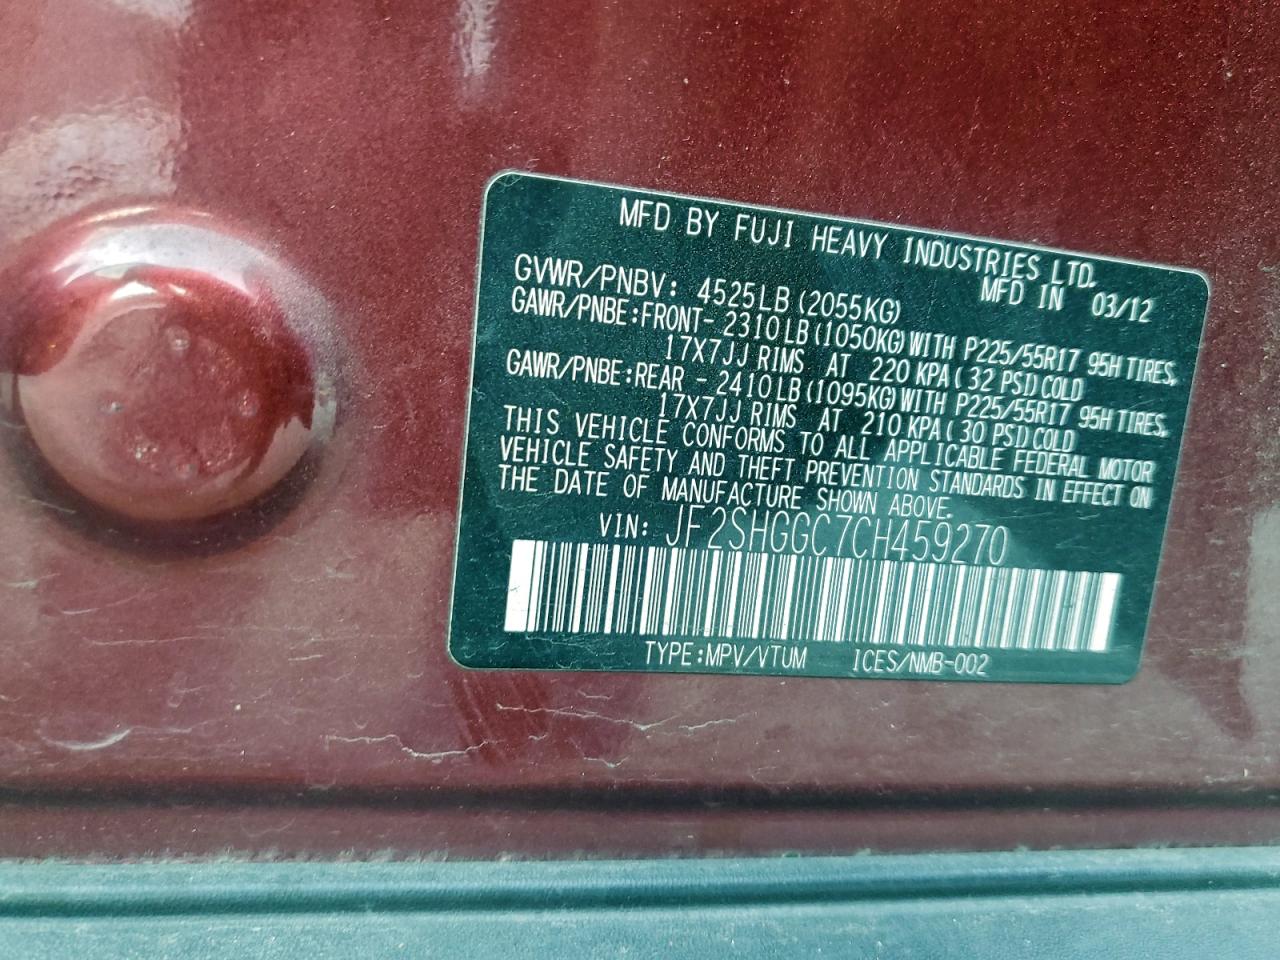 MFD BY FUJI HEAVY INDUSTRIES LTD.
MFD IN 03/12
GVWR/PNBV: 4525LB (2055KG)
GAWR/PNBE:FRONT- 2310LB (1050KG) WITH P225/55R17 95H TIRES,
17X7JJ RIMS AT 220 KPA ( 32 PSI) COLD
GAWR/PNBE:REAR - 2410LB (1095KG) WITH P225/55R17 95H TIRES,
17X7JJ RIMS AT 210 KPA ( 30 PSI) COLD
THIS VEHICLE CONFORMS TO ALL APPLICABLE FEDERAL MOTOR
VEHICLE SAFETY AND THEFT PREVENTION STANDARDS IN EFFECT ON
THE DATE OF MANUFACTURE SHOWN ABOVE.
VIN: JF2SHGGC7CH459270
TYPE:MPV/VTUM ICES/NMB-002